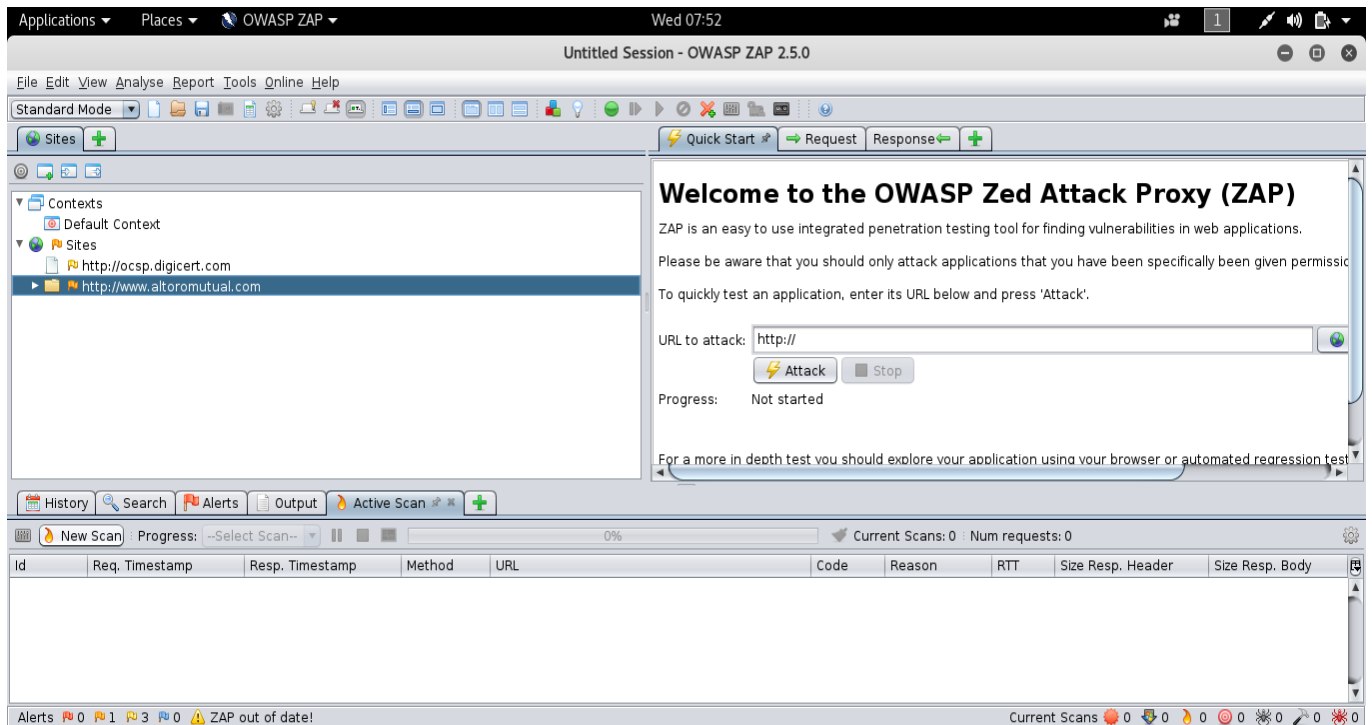 Applications Places OWASP ZAP Wed 07:52 1
Untitled Session - OWASP ZAP 2.5.0
File Edit View Analyse Report Tools Online Help
Standard Mode
Sites
Quick Start Request Response
Contexts
Default Context
Sites
http://ocsp.digicert.com
http://www.altoromutual.com
Welcome to the OWASP Zed Attack Proxy (ZAP)
ZAP is an easy to use integrated penetration testing tool for finding vulnerabilities in web applications.
Please be aware that you should only attack applications that you have been specifically been given permissic
To quickly test an application, enter its URL below and press 'Attack'.
URL to attack: http://
Attack Stop
Progress: Not started
For a more in depth test you should explore your application using your browser or automated regression test
History Search Alerts Output Active Scan
New Scan Progress: --Select Scan-- 0% Current Scans: 0 Num requests: 0
Id Req. Timestamp Resp. Timestamp Method URL Code Reason RTT Size Resp. Header Size Resp. Body
Alerts 0 1 3 0 ZAP out of date! Current Scans 0 0 0 0 0 0 0